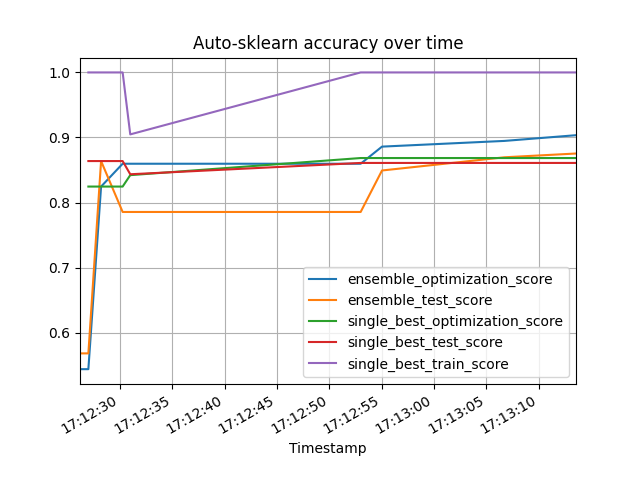 Auto-sklearn accuracy over time
1.0
0.9
0.8
0.7
0.6
ensemble_optimization_score
ensemble_test_score
single_best_optimization_score
single_best_test_score
single_best_train_score
17:12:30
17:12:35
17:12:40
17:12:45
17:12:50
17:12:55
17:13:00
17:13:05
17:13:10
Timestamp